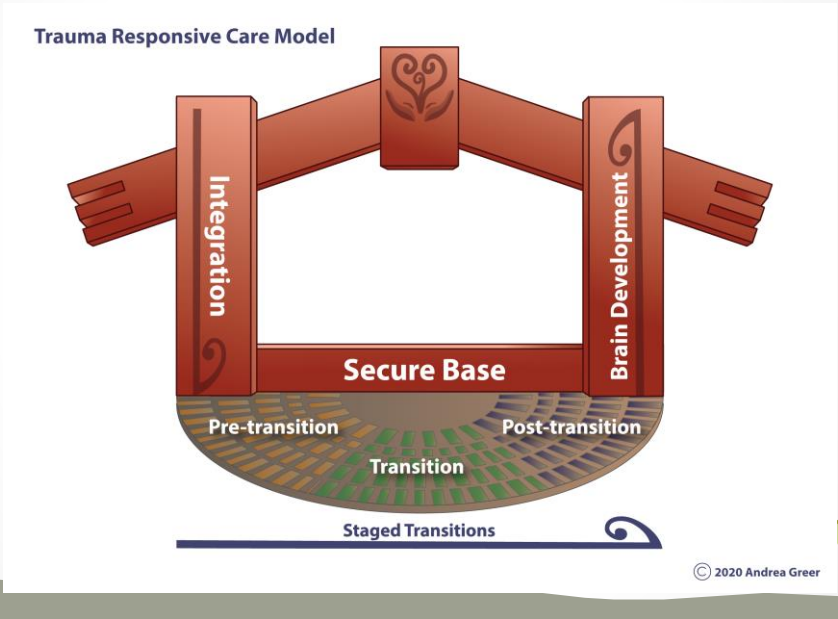 Trauma Responsive Care Model
Integration
Brain Development
Secure Base
Pre-transition
Post-transition
Transition
Staged Transitions
© 2020 Andrea Greer